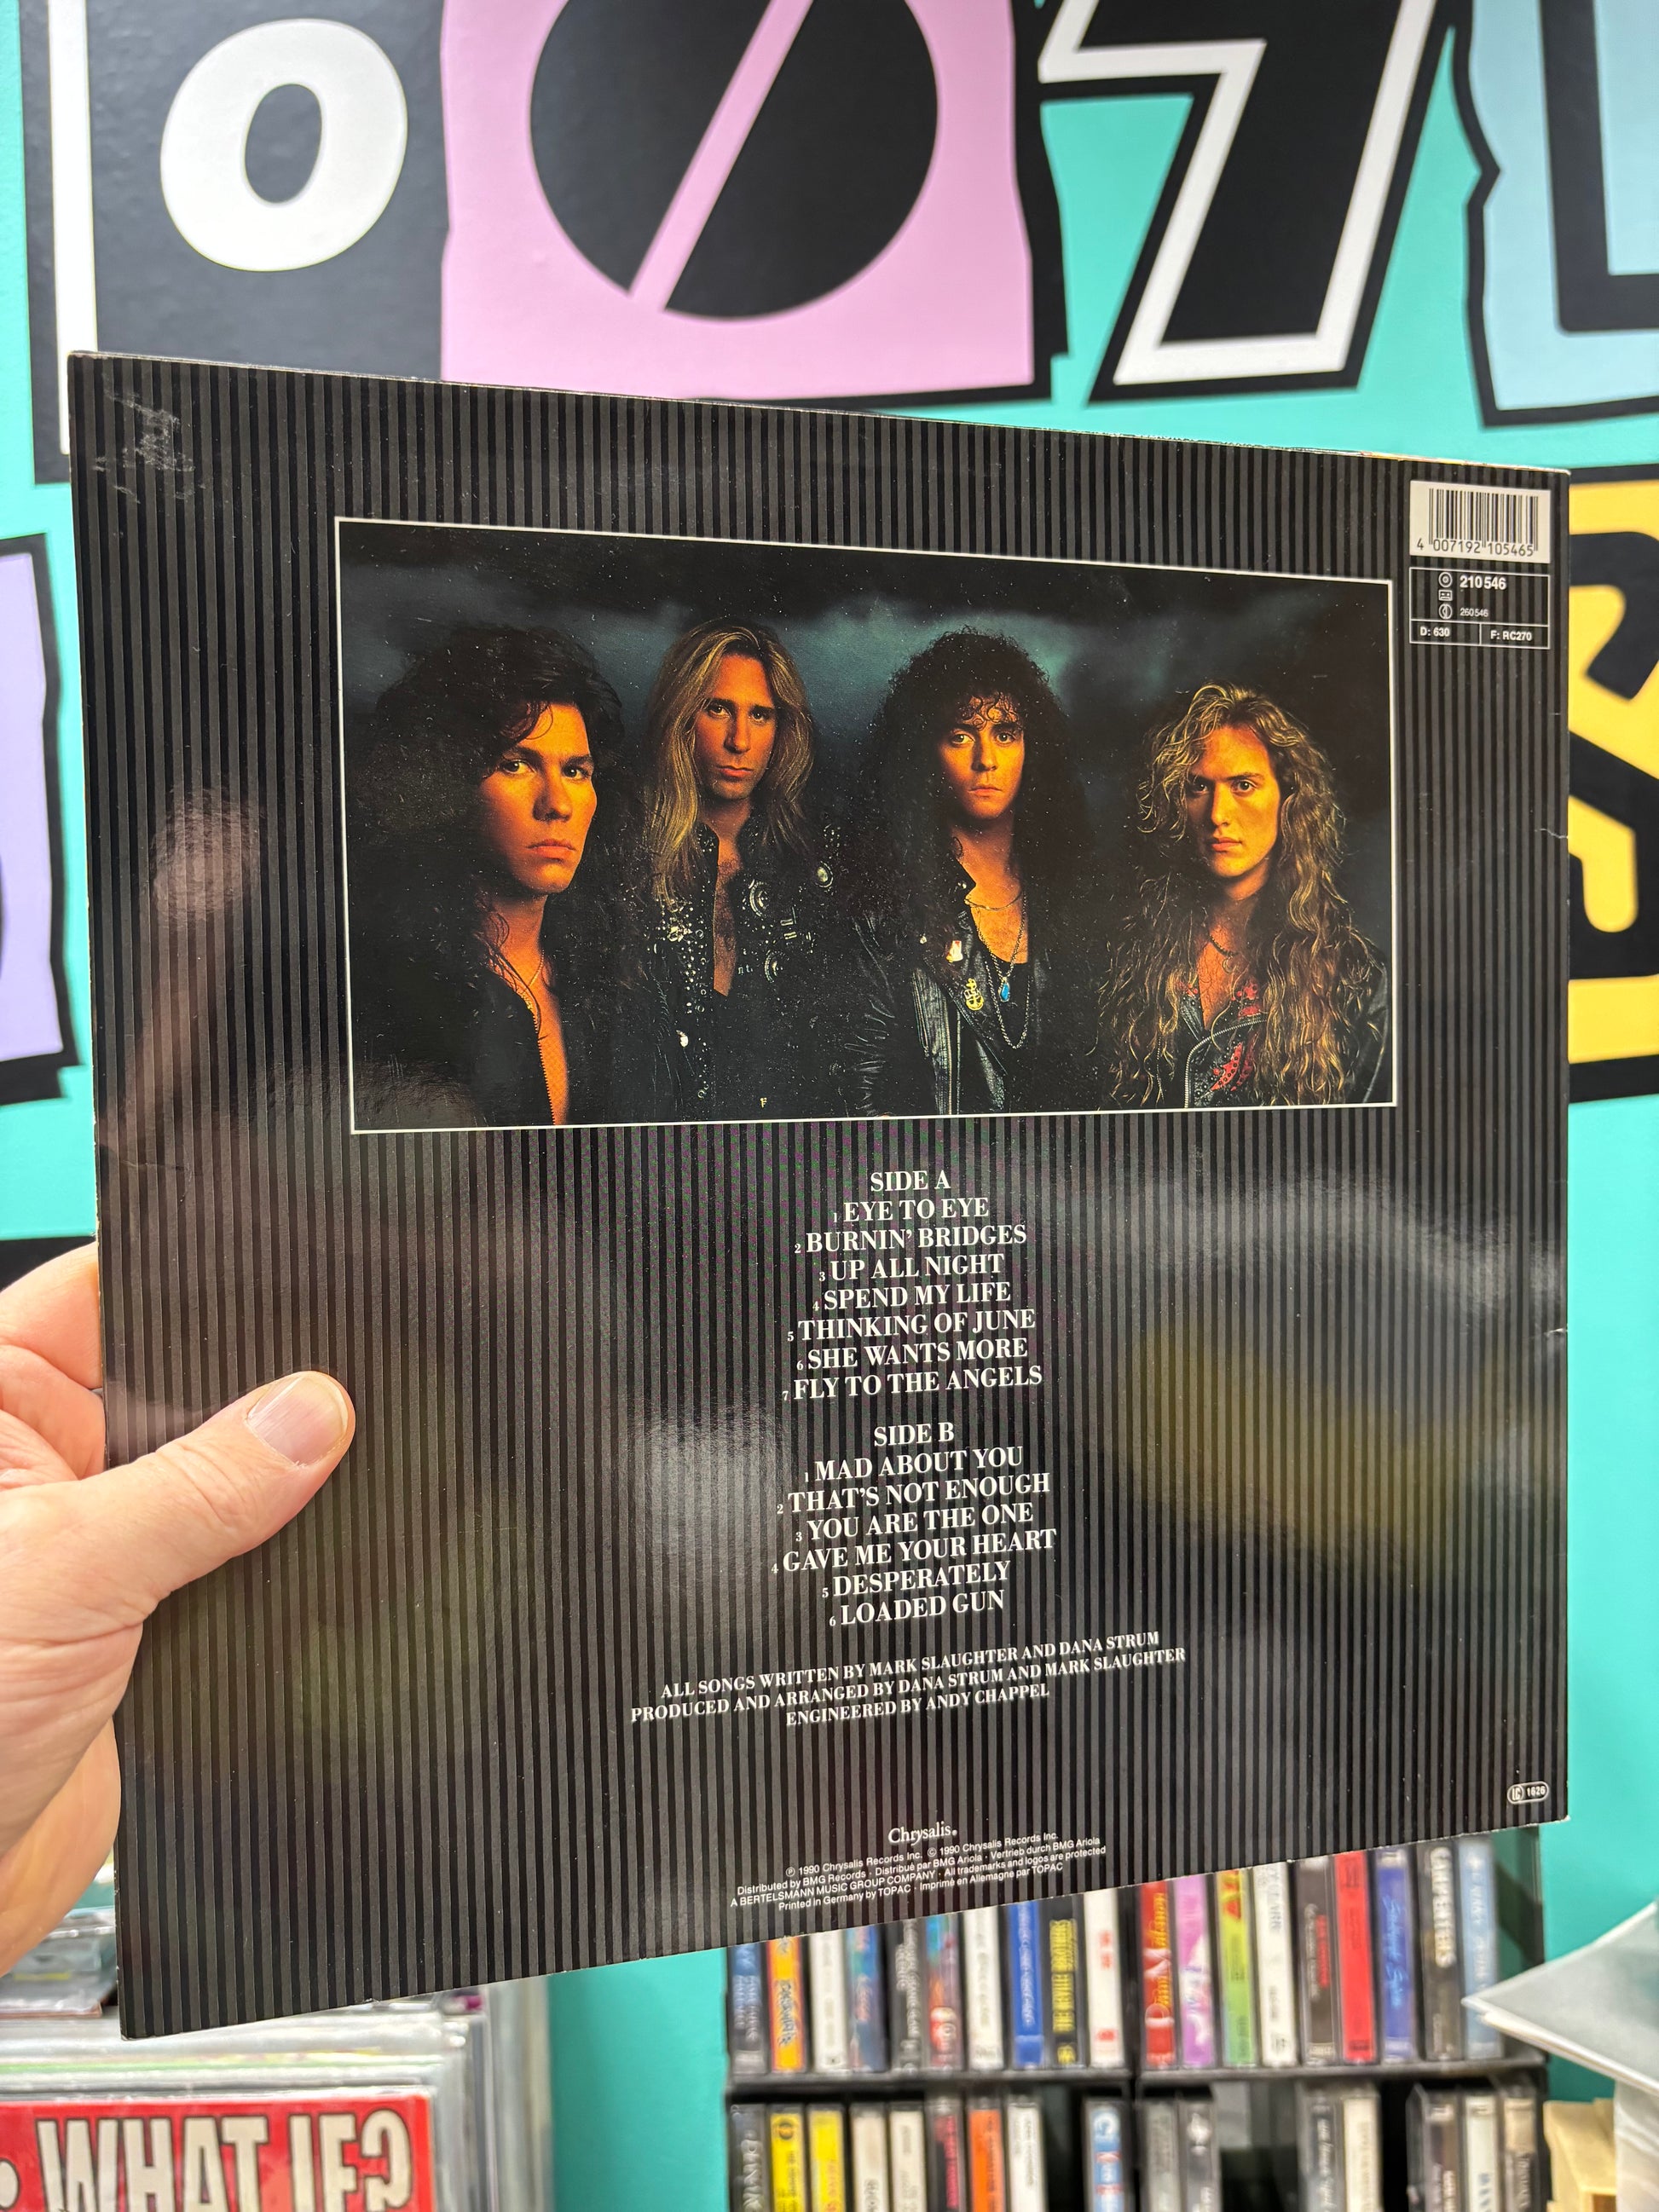 4 007192 105465
210 546
260 546
D: 630 F: RC270
SIDE A
1 EYE TO EYE
2 BURNIN' BRIDGES
3 UP ALL NIGHT
4 SPEND MY LIFE
5 THINKING OF JUNE
6 SHE WANTS MORE
7 FLY TO THE ANGELS
SIDE B
1 MAD ABOUT YOU
2 THAT'S NOT ENOUGH
3 YOU ARE THE ONE
4 GAVE ME YOUR HEART
5 DESPERATELY
6 LOADED GUN
ALL SONGS WRITTEN BY MARK SLAUGHTER AND DANA STRUM
PRODUCED AND ARRANGED BY DANA STRUM AND MARK SLAUGHTER
ENGINEERED BY ANDY CHAPPEL
LC 1626
Chrysalis.
℗ 1990 Chrysalis Records Inc. © 1990 Chrysalis Records Inc.
Distributed by BMG Records · Distribué par BMG Ariola · Vertrieb durch BMG Ariola
A BERTELSMANN MUSIC GROUP COMPANY · All trademarks and logos are protected
Printed in Germany by TOPAC · Imprimé en Allemagne par TOPAC
WHAT IF?